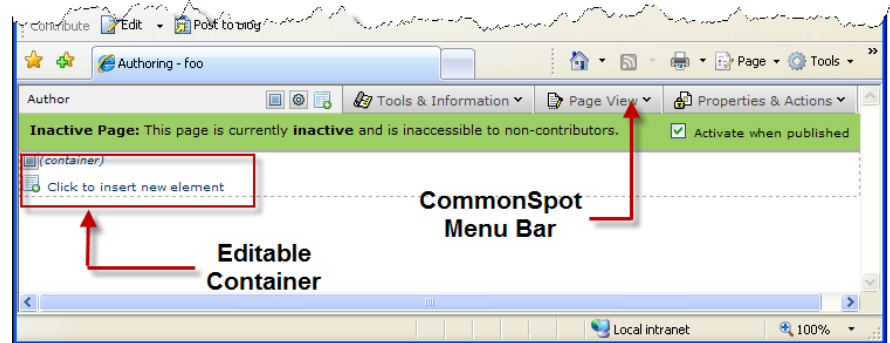 Contribute Edit Post to Blog
Authoring - foo Page Tools »
Author Tools & Information Page View Properties & Actions
Inactive Page: This page is currently inactive and is inaccessible to non-contributors. Activate when published
(container)
Click to insert new element
CommonSpot
Menu Bar
Editable
Container
Local intranet 100%